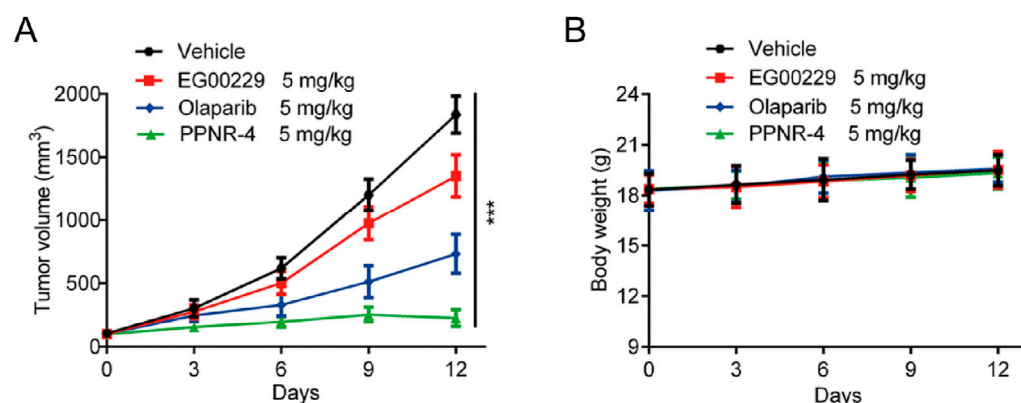 A
Vehicle
EG00229 5 mg/kg
Olaparib 5 mg/kg
PPNR-4 5 mg/kg
Tumor volume (mm³)
2000
1500
1000
500
0
0 3 6 9 12
Days
***
B
Vehicle
EG00229 5 mg/kg
Olaparib 5 mg/kg
PPNR-4 5 mg/kg
Body weight (g)
24
21
18
15
12
9
0 3 6 9 12
Days